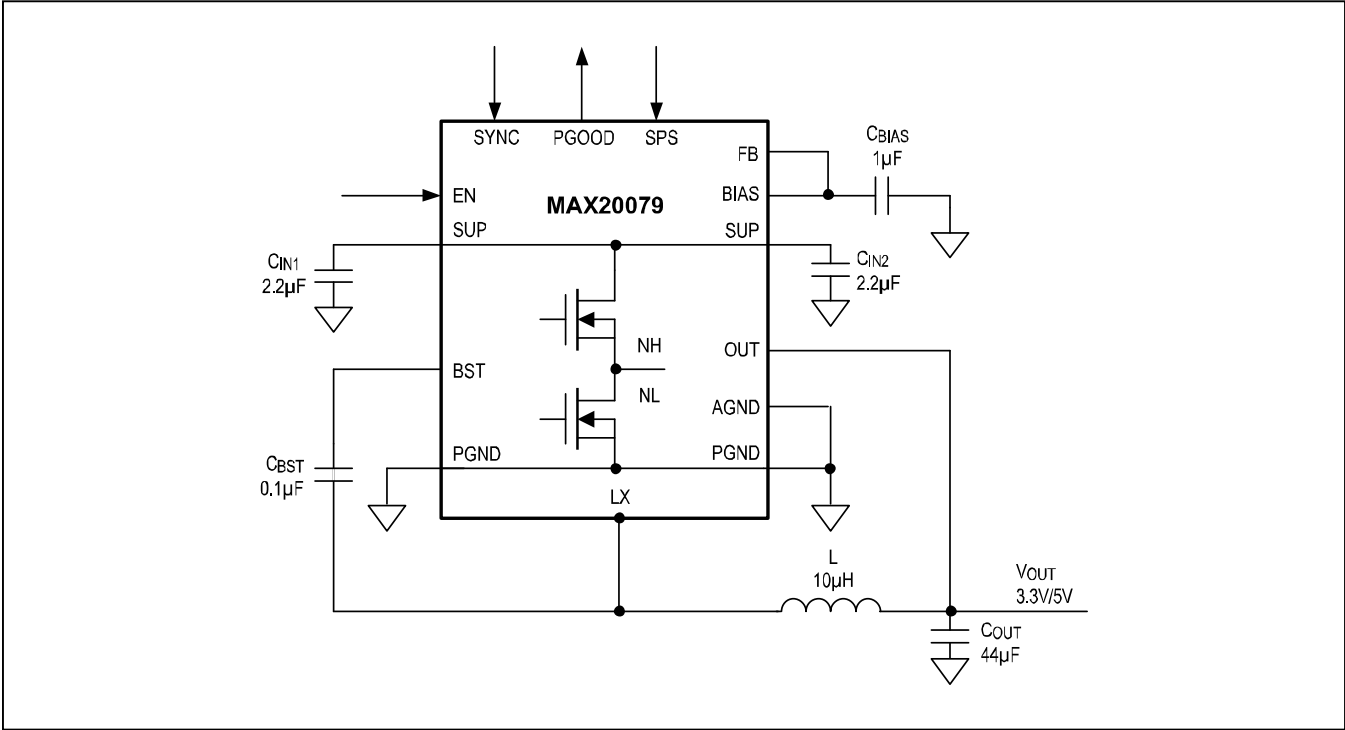 SYNC PGOOD SPS
CBIAS
1µF
FB
EN
BIAS
MAX20079
SUP
SUP
CIN1
2.2µF
CIN2
2.2µF
NH
OUT
BST
NL
AGND
PGND
PGND
CBST
0.1µF
LX
L
10µH
VOUT
3.3V/5V
COUT
44µF